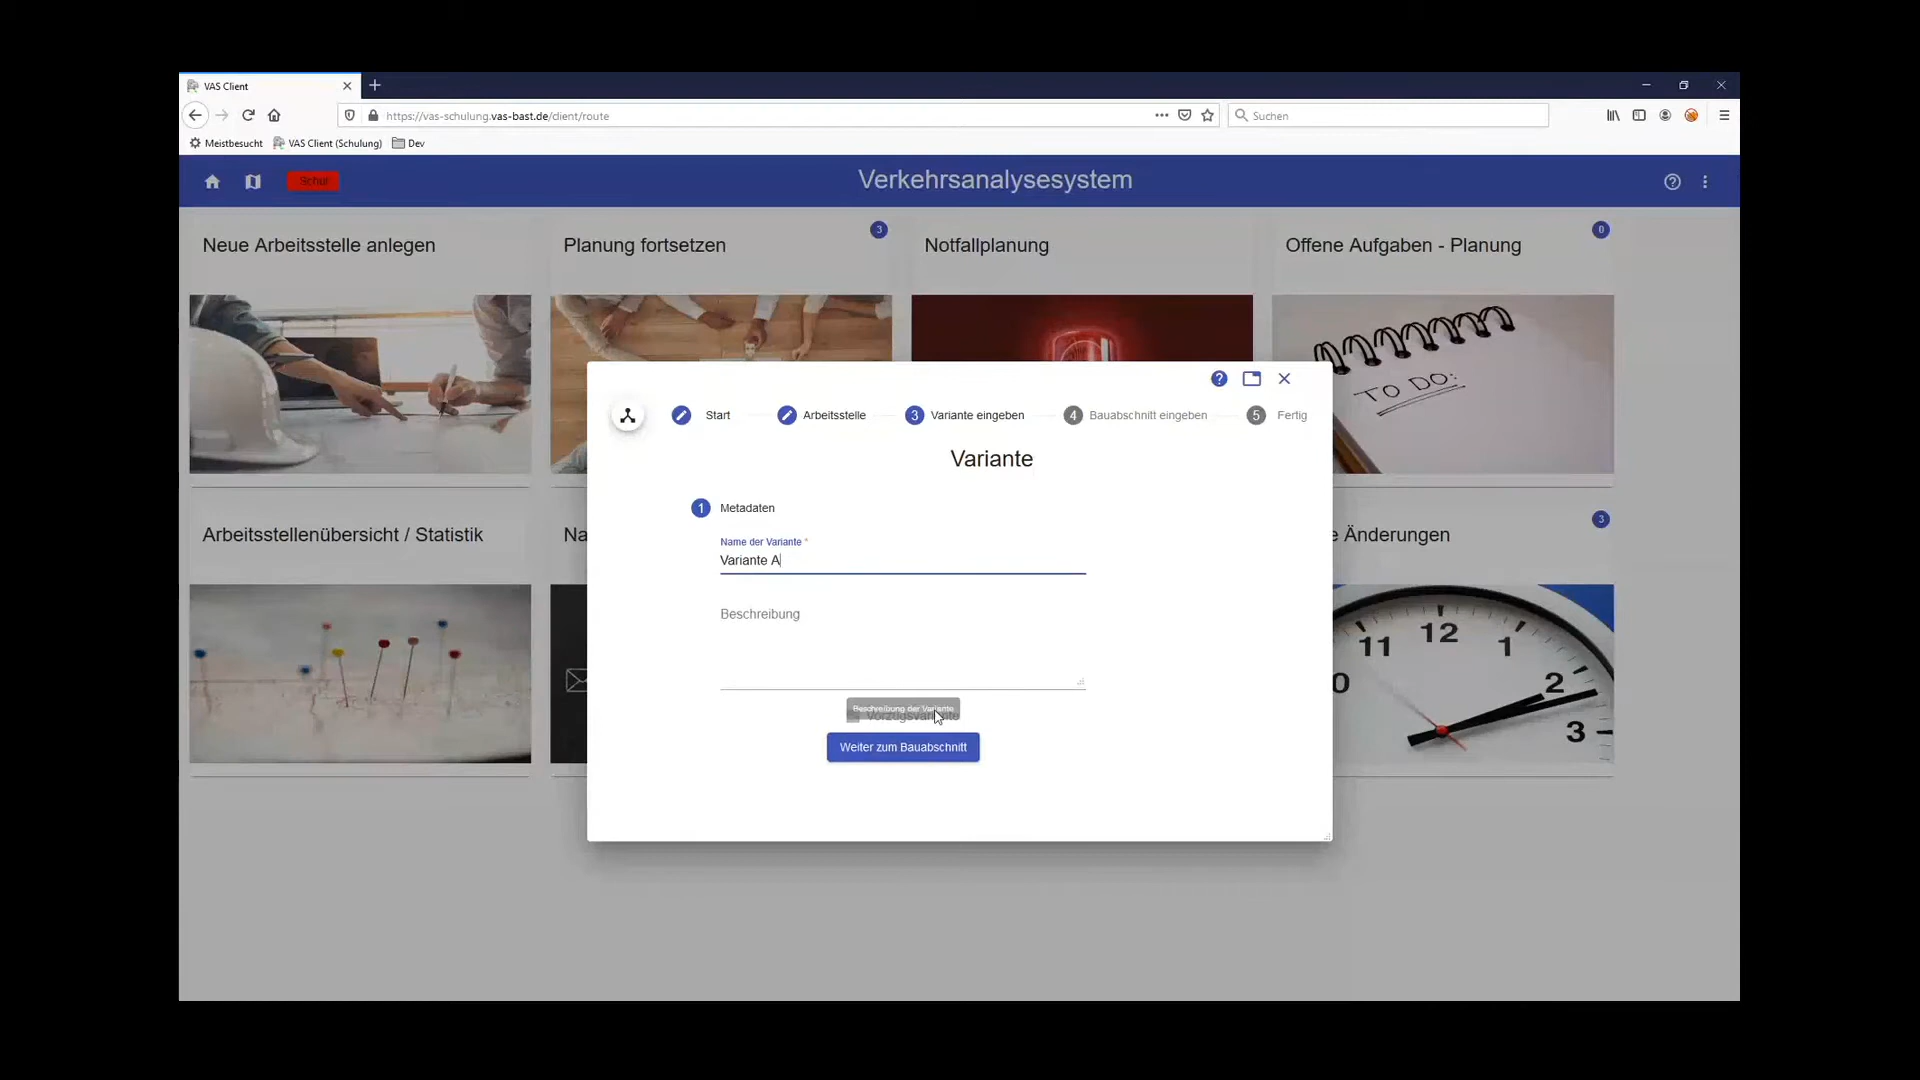 VAS Client
https://vas-schulung.vas-bast.de/client/route
Suchen
Meistbesucht
VAS Client (Schulung)
Dev
Verkehrsanalysesystem
Neue Arbeitsstelle anlegen
Planung fortsetzen
3
Notfallplanung
Offene Aufgaben - Planung
0
TO DO:
Start
Arbeitsstelle
3 Variante eingeben
4 Bauabschnitt eingeben
5 Fertig
Variante
1 Metadaten
Name der Variante *
Variante A
Beschreibung
Beschreibung der Variante
Vorzugsvariante
Weiter zum Bauabschnitt
Arbeitsstellenübersicht / Statistik
Na
e Änderungen
3
11 12 1
0 2
3